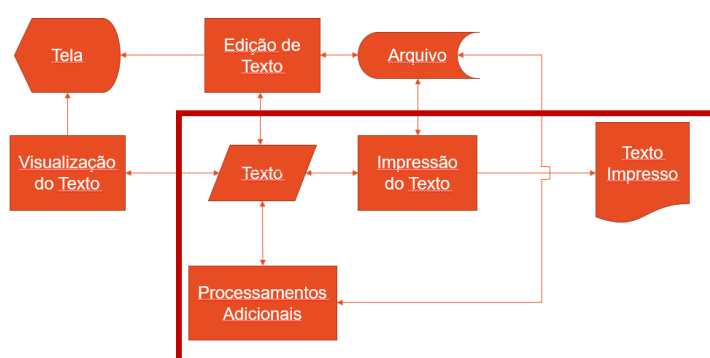 Tela
Edição de
Texto
Arquivo
Visualização
do Texto
Texto
Impressão
do Texto
Texto
Impresso
Processamentos
Adicionais